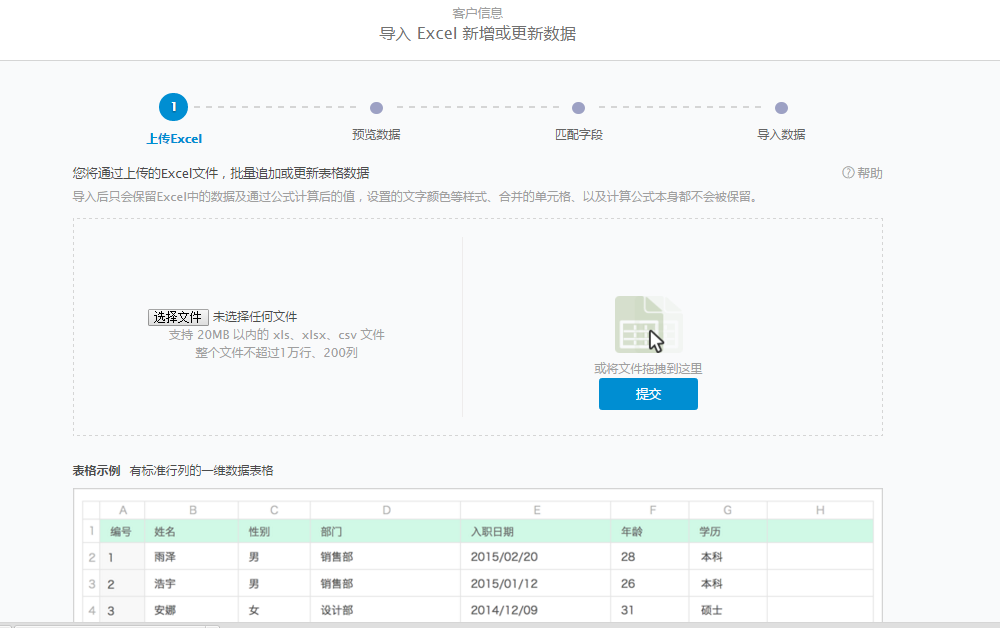 客户信息
导入 Excel 新增或更新数据
1
上传Excel 预览数据 匹配字段 导入数据
您将通过上传的Excel文件，批量追加或更新表格数据 ? 帮助
导入后只会保留Excel中的数据及通过公式计算后的值，设置的文字颜色等样式、合并的单元格、以及计算公式本身都不会被保留。
选择文件 未选择任何文件
支持 20MB 以内的 xls、xlsx、csv 文件
整个文件不超过1万行、200列
或将文件拖拽到这里
提交
表格示例 有标准行列的一维数据表格
A B C D E F G H
1 编号 姓名 性别 部门 入职日期 年龄 学历
2 1 雨泽 男 销售部 2015/02/20 28 本科
3 2 浩宇 男 销售部 2015/01/12 26 本科
4 3 安娜 女 设计部 2014/12/09 31 硕士